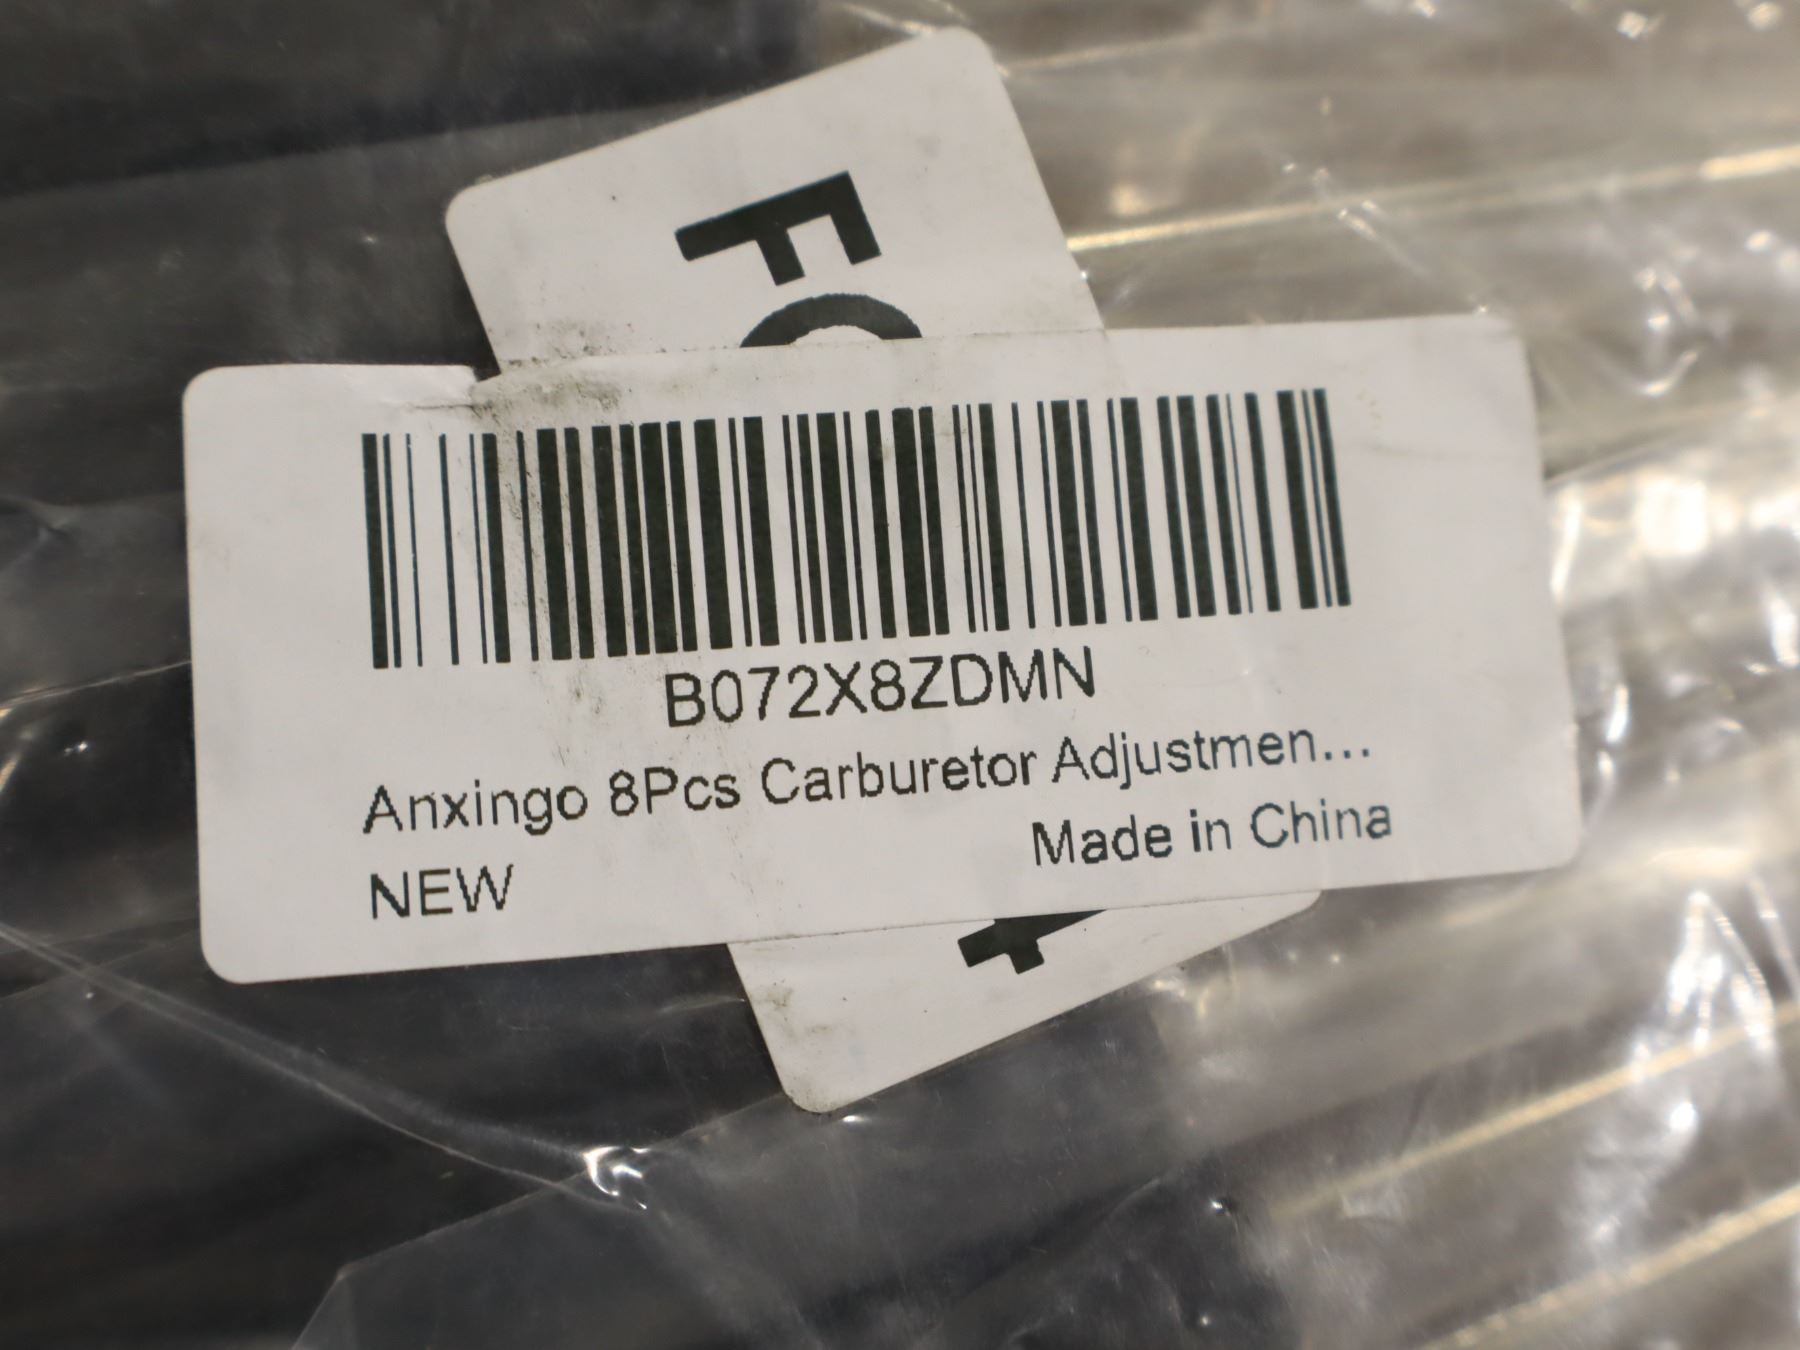 B072X8ZDMN
Anxingo 8Pcs Carburetor Adjustmen...
NEW
Made in China